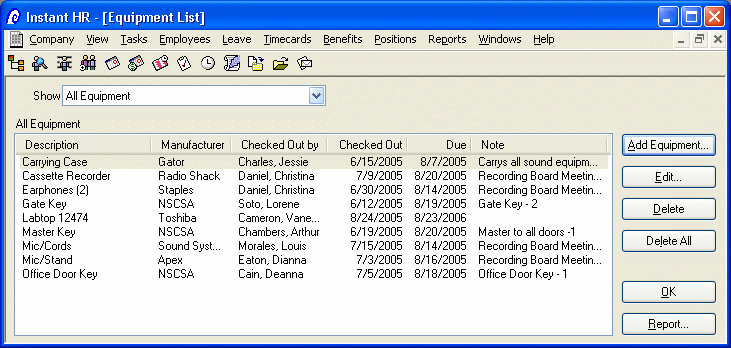 Instant HR - [Equipment List]
Company View Tasks Employees Leave Timecards Benefits Positions Reports Windows Help
Show All Equipment
All Equipment
Description Manufacturer Checked Out by Checked Out Due Note
Carrying Case Gator Charles, Jessie 6/15/2005 8/7/2005 Carrys all sound equipm...
Cassette Recorder Radio Shack Daniel, Christina 7/9/2005 8/20/2005 Recording Board Meetin...
Earphones (2) Staples Daniel, Christina 6/30/2005 8/14/2005 Recording Board Meetin...
Gate Key NSCSA Soto, Lorene 6/12/2005 8/19/2005 Gate Key - 2
Labtop 12474 Toshiba Cameron, Vane... 8/24/2005 8/23/2006
Master Key NSCSA Chambers, Arthur 6/19/2005 8/20/2005 Master to all doors -1
Mic/Cords Sound Syst... Morales, Louis 7/15/2005 8/14/2005 Recording Board Meetin...
Mic/Stand Apex Eaton, Dianna 7/3/2005 8/16/2005 Recording Board Meetin...
Office Door Key NSCSA Cain, Deanna 7/5/2005 8/18/2005 Office Door Key - 1
Add Equipment...
Edit...
Delete
Delete All
OK
Report...